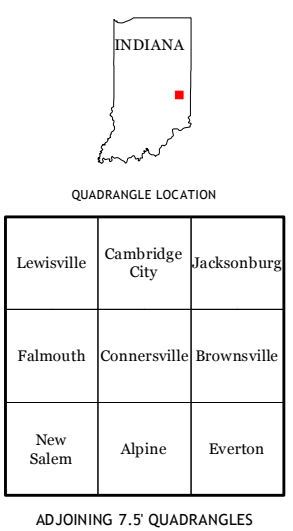 INDIANA
QUADRANGLE LOCATION
Lewisville
Cambridge
City
Jacksonburg
Falmouth
Connersville
Brownsville
New
Salem
Alpine
Everton
ADJOINING 7.5' QUADRANGLES